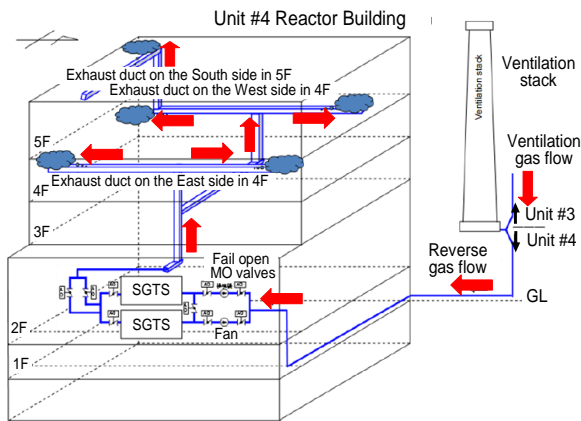 Unit #4 Reactor Building
Exhaust duct on the South side in 5F
Exhaust duct on the West side in 4F
Ventilation stack
Ventilation
stack
5F
Ventilation
gas flow
4F
Exhaust duct on the East side in 4F
Unit #3
Unit #4
3F
Fail open
MO valves
Reverse
gas flow
SGTS
GL
SGTS
2F
Fan
1F